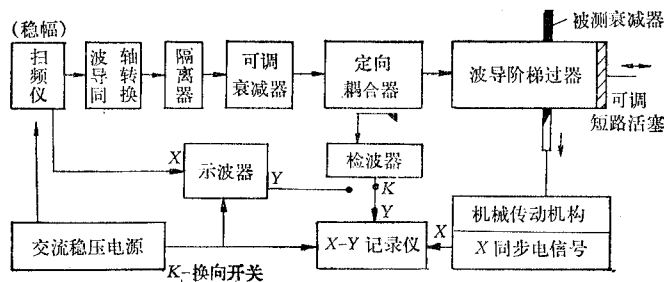 (稳幅)
扫频仪
波导同
轴转换
隔离器
可调
衰减器
定向
耦合器
波导阶梯过器
被测衰减器
可调
短路活塞
X
示波器
Y
检波器
K
Y
机械传动机构
X同步电信号
X
X-Y 记录仪
交流稳压电源
K-换向开关